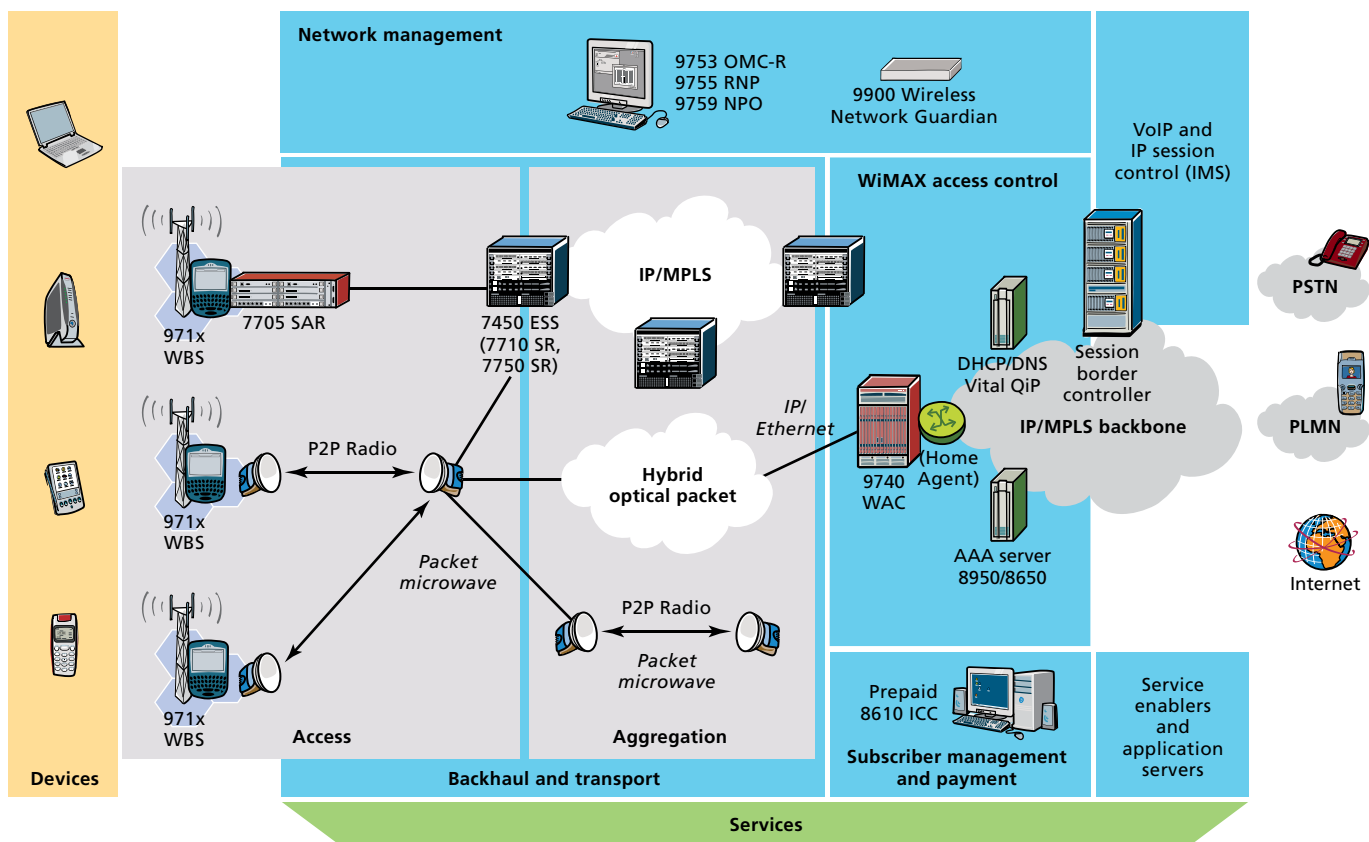 Network management
9753 OMC-R
9755 RNP
9759 NPO
9900 Wireless
Network Guardian
VoIP and
IP session
control (IMS)
WiMAX access control
IP/MPLS
7705 SAR
971x
WBS
7450 ESS
(7710 SR,
7750 SR)
DHCP/DNS
Vital QiP
Session
border
controller
PSTN
IP/MPLS backbone
PLMN
IP/
Ethernet
P2P Radio
Hybrid
optical packet
(Home
Agent)
9740
WAC
971x
WBS
Packet
microwave
AAA server
8950/8650
Internet
P2P Radio
Packet
microwave
971x
WBS
Access
Aggregation
Prepaid
8610 ICC
Subscriber management
and payment
Service
enablers
and
application
servers
Devices
Backhaul and transport
Services